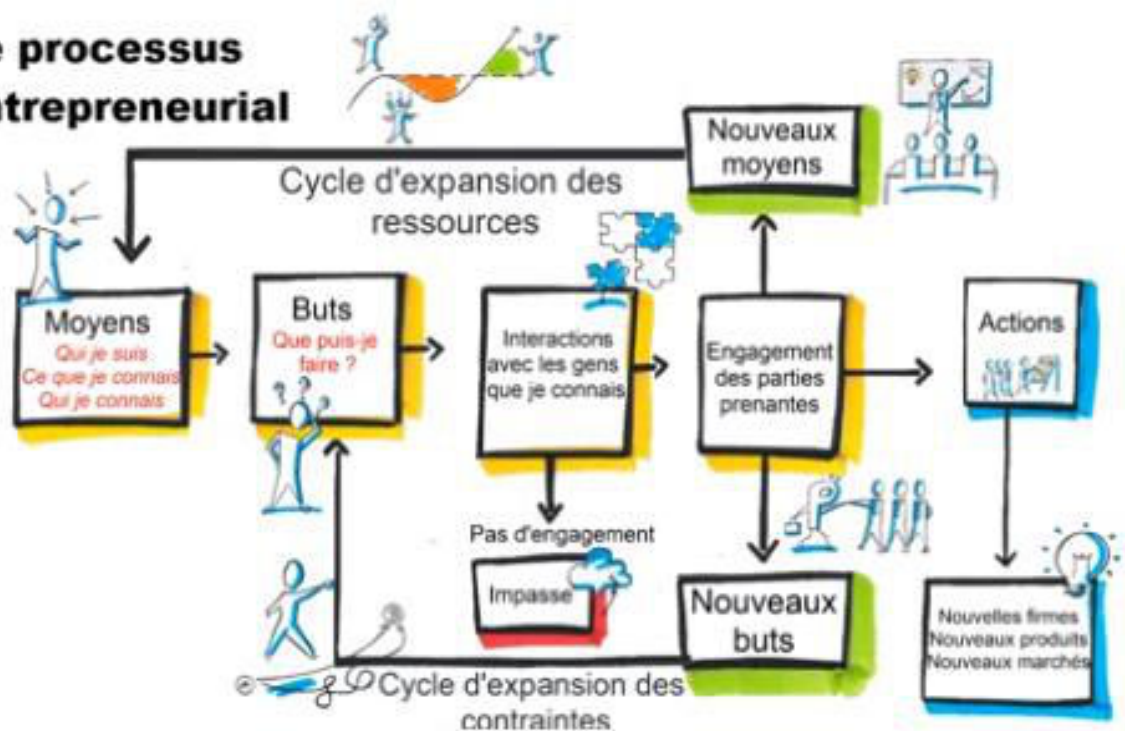 e processus
ntrepreneurial
Nouveaux
moyens
Cycle d'expansion des
ressources
Moyens
Qui je suis
Ce que je connais
Qui je connais
Buts
Que puis-je
faire ?
Interactions
avec les gens
que je connais
Engagement
des parties
prenantes
Actions
Pas d'engagement
Impasse
Nouveaux
buts
Nouvelles firmes
Nouveaux produits
Nouveaux marchés
Cycle d'expansion des
contraintes